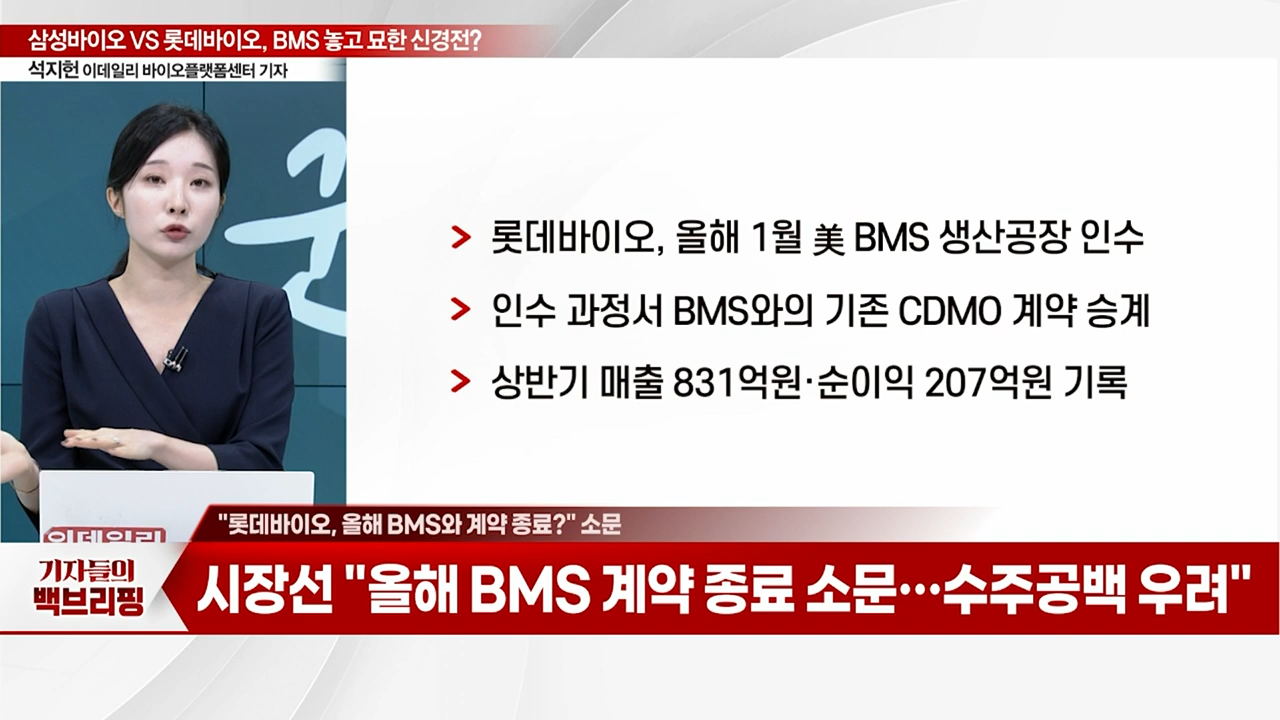 삼성바이오 VS 롯데바이오, BMS 놓고 묘한 신경전?
석지헌 이데일리 바이오플랫폼센터 기자
> 롯데바이오, 올해 1월 美 BMS 생산공장 인수
> 인수 과정서 BMS와의 기존 CDMO 계약 승계
> 상반기 매출 831억원·순이익 207억원 기록
"롯데바이오, 올해 BMS와 계약 종료?" 소문
기자들의
백브리핑
시장선 "올해 BMS 계약 종료 소문…수주공백 우려"